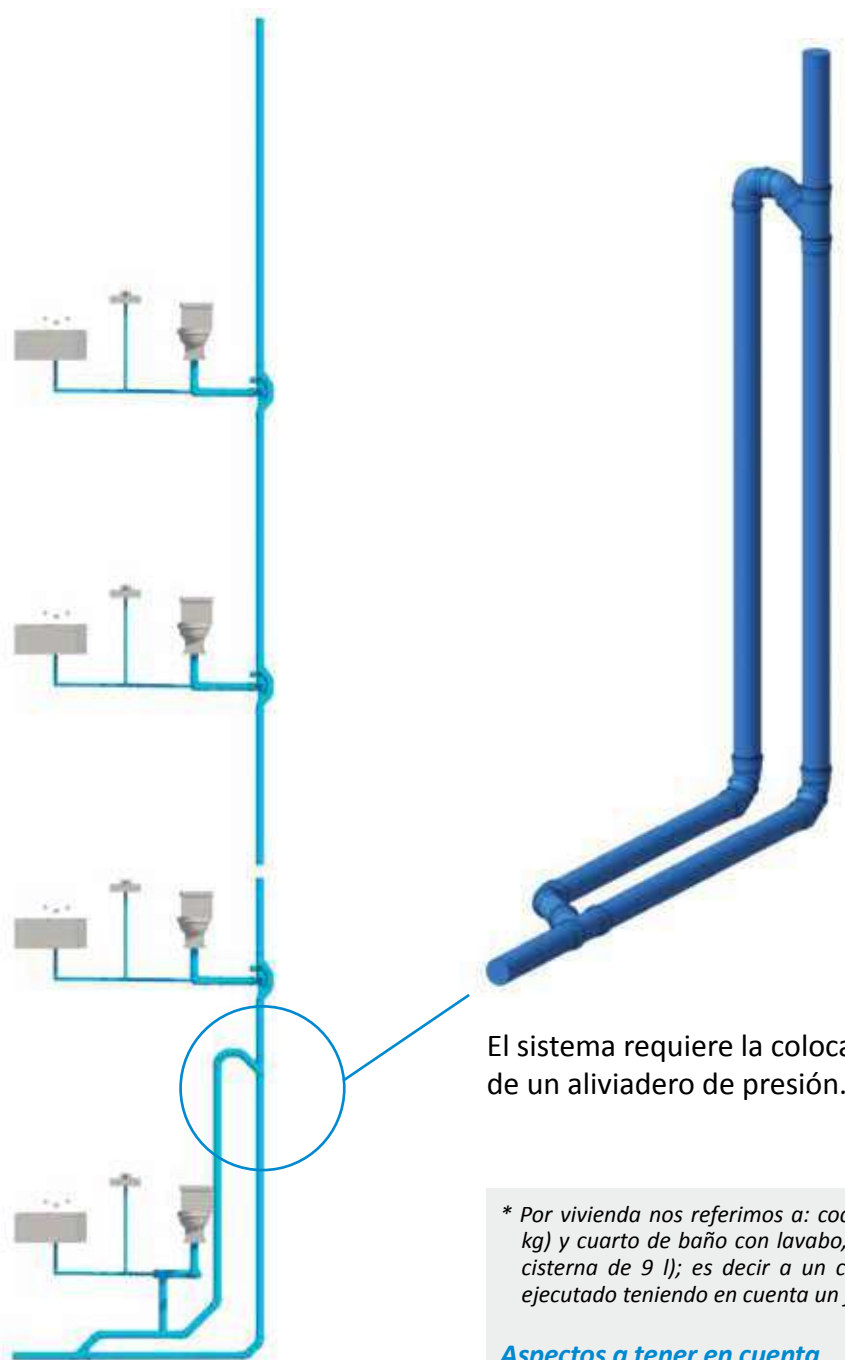 El sistema requiere la coloca
de un aliviadero de presión.
* Por vivienda nos referimos a: coc
kg) y cuarto de baño con lavabo,
cisterna de 9 l); es decir a un c
ejecutado teniendo en cuenta un
Aspectos a tener en cuenta